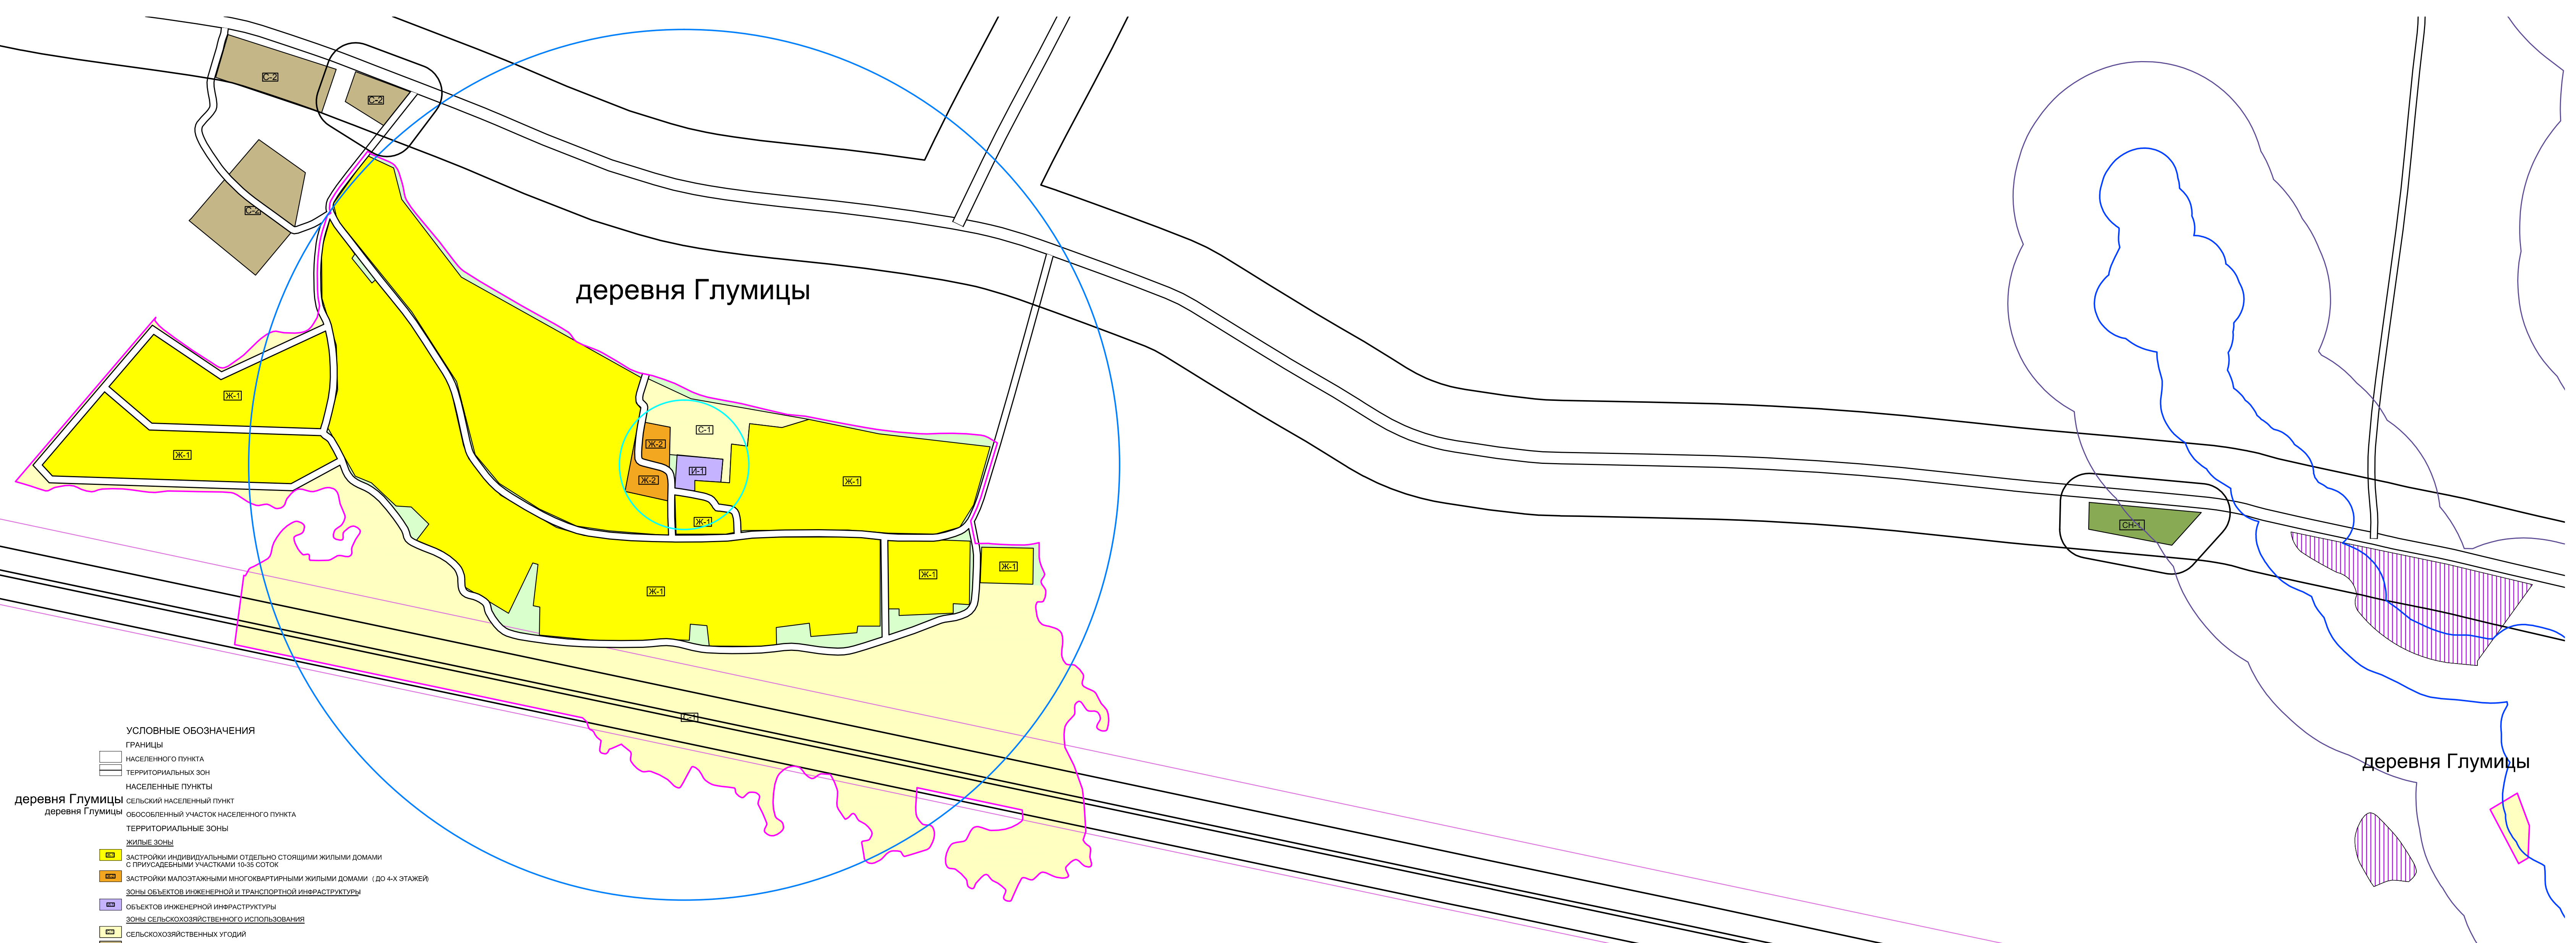 С-2
С-2
С-2
деревня Глумицы
Ж-1
С-1
Ж-2
Ж-1
И-1
Ж-2
Ж-1
Ж-1
СН-1
Ж-1
Ж-1
Ж-1
С-1
УСЛОВНЫЕ ОБОЗНАЧЕНИЯ
ГРАНИЦЫ
НАСЕЛЕННОГО ПУНКТА
ТЕРРИТОРИАЛЬНЫХ ЗОН
НАСЕЛЕННЫЕ ПУНКТЫ
деревня Глумицы СЕЛЬСКИЙ НАСЕЛЕННЫЙ ПУНКТ
деревня Глумицы ОБОСОБЛЕННЫЙ УЧАСТОК НАСЕЛЕННОГО ПУНКТА
ТЕРРИТОРИАЛЬНЫЕ ЗОНЫ
ЖИЛЫЕ ЗОНЫ
ЗАСТРОЙКИ ИНДИВИДУАЛЬНЫМИ ОТДЕЛЬНО СТОЯЩИМИ ЖИЛЫМИ ДОМАМИ
С ПРИУСАДЕБНЫМИ УЧАСТКАМИ 10-35 СОТОК
ЗАСТРОЙКИ МАЛОЭТАЖНЫМИ МНОГОКВАРТИРНЫМИ ЖИЛЫМИ ДОМАМИ ( ДО 4-Х ЭТАЖЕЙ)
ЗОНЫ ОБЪЕКТОВ ИНЖЕНЕРНОЙ И ТРАНСПОРТНОЙ ИНФРАСТРУКТУРЫ
ОБЪЕКТОВ ИНЖЕНЕРНОЙ ИНФРАСТРУКТУРЫ
ЗОНЫ СЕЛЬСКОХОЗЯЙСТВЕННОГО ИСПОЛЬЗОВАНИЯ
СЕЛЬСКОХОЗЯЙСТВЕННЫХ УГОДИЙ
деревня Глумицы